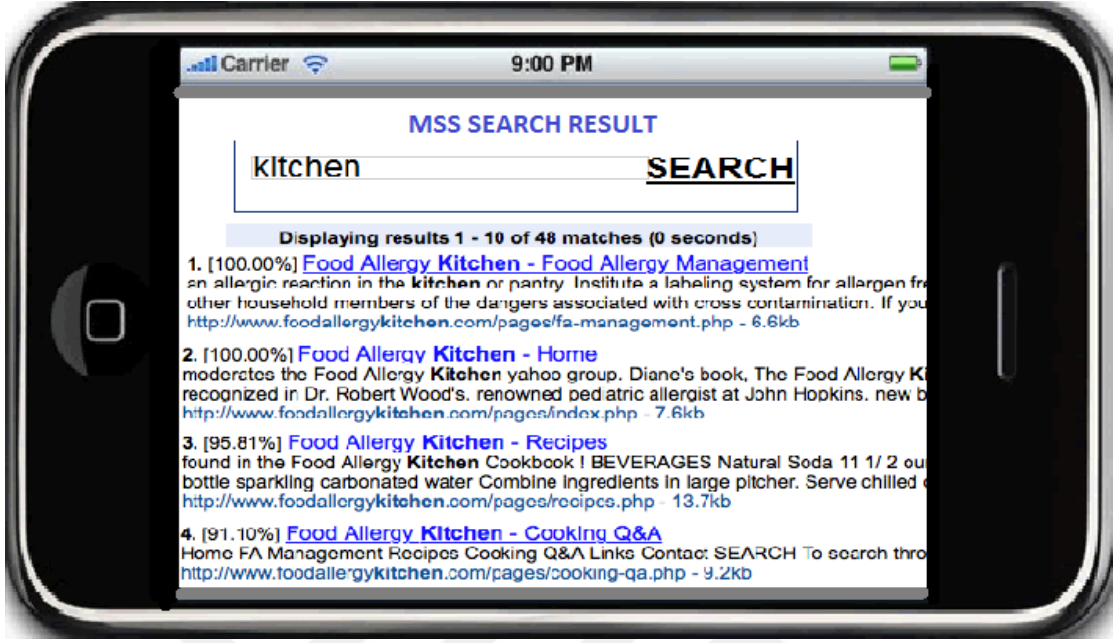 Carrier 9:00 PM
MSS SEARCH RESULT
kitchen SEARCH
Displaying results 1 - 10 of 48 matches (0 seconds)
1. [100.00%] Food Allergy Kitchen - Food Allergy Management
an allergic reaction in the kitchen or pantry. Institute a labeling system for allergen fre
other household members of the dangers associated with cross contamination. If you
http://www.foodallergykitchen.com/pages/fa-management.php - 6.6kb
2. [100.00%] Food Allergy Kitchen - Home
moderates the Food Allergy Kitchen yahoo group. Diane's book, The Food Allergy Ki
recognized in Dr. Robert Wood's, renowned pediatric allergist at John Hopkins, new b
http://www.foodallergykitchen.com/pages/index.php - 7.6kb
3. [95.81%] Food Allergy Kitchen - Recipes
found in the Food Allergy Kitchen Cookbook ! BEVERAGES Natural Soda 11 1/ 2 ou
bottle sparkling carbonated water Combine ingredients in large pitcher. Serve chilled
http://www.foodallergykitchen.com/pages/recipes.php - 13.7kb
4. [91.10%] Food Allergy Kitchen - Cooking Q&A
Home FA Management Recipes Cooking Q&A Links Contact SEARCH To search thro
http://www.foodallergykitchen.com/pages/cooking-qa.php - 9.2kb